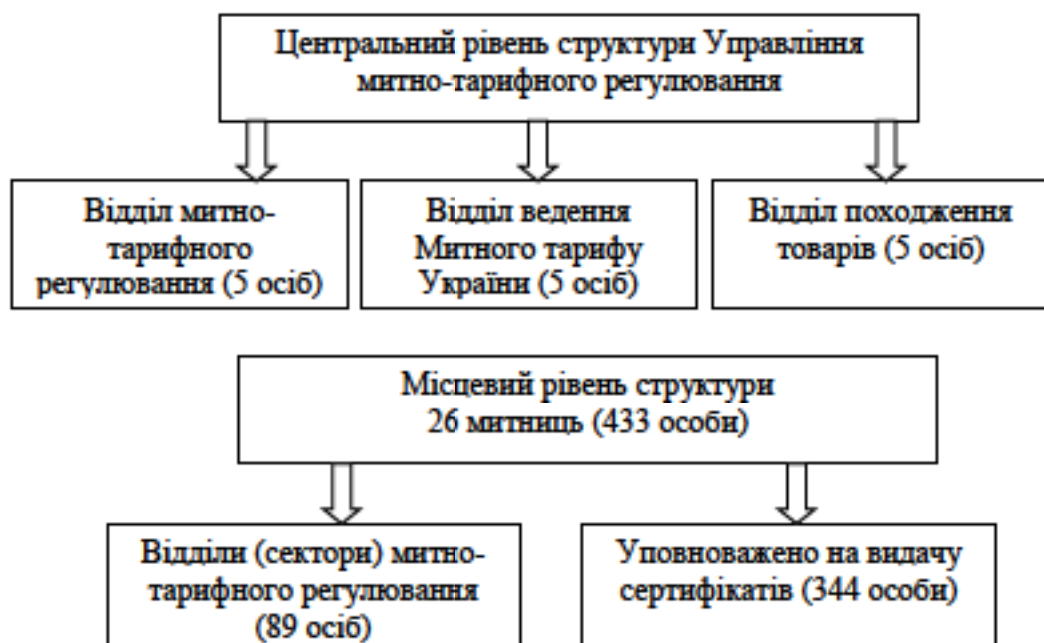 Центральний рівень структури Управління
митно-тарифного регулювання
Відділ митно-
тарифного
регулювання (5 осіб)
Відділ ведення
Митного тарифу
України (5 осіб)
Відділ походження
товарів (5 осіб)
Місцевий рівень структури
26 митниць (433 особи)
Відділи (сектори) митно-
тарифного регулювання
(89 осіб)
Уповноважено на видачу
сертифікатів (344 особи)